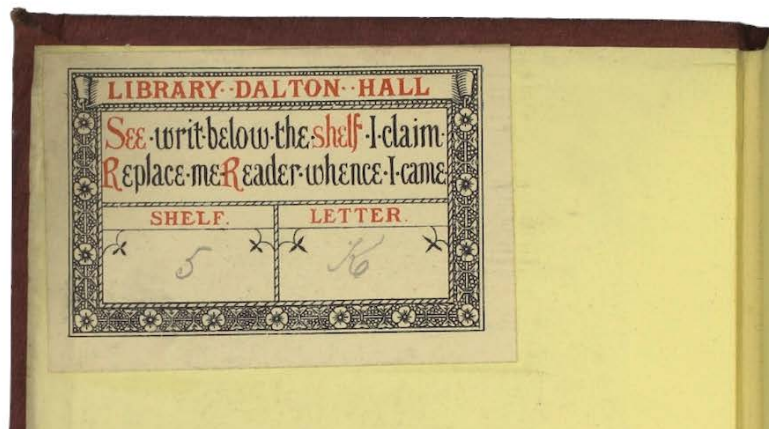 LIBRARY··DALTON··HALL
See·writ·below·the·shelf·I·claim·
Replace·me·Reader·whence·I·came
SHELF. LETTER.
5 K